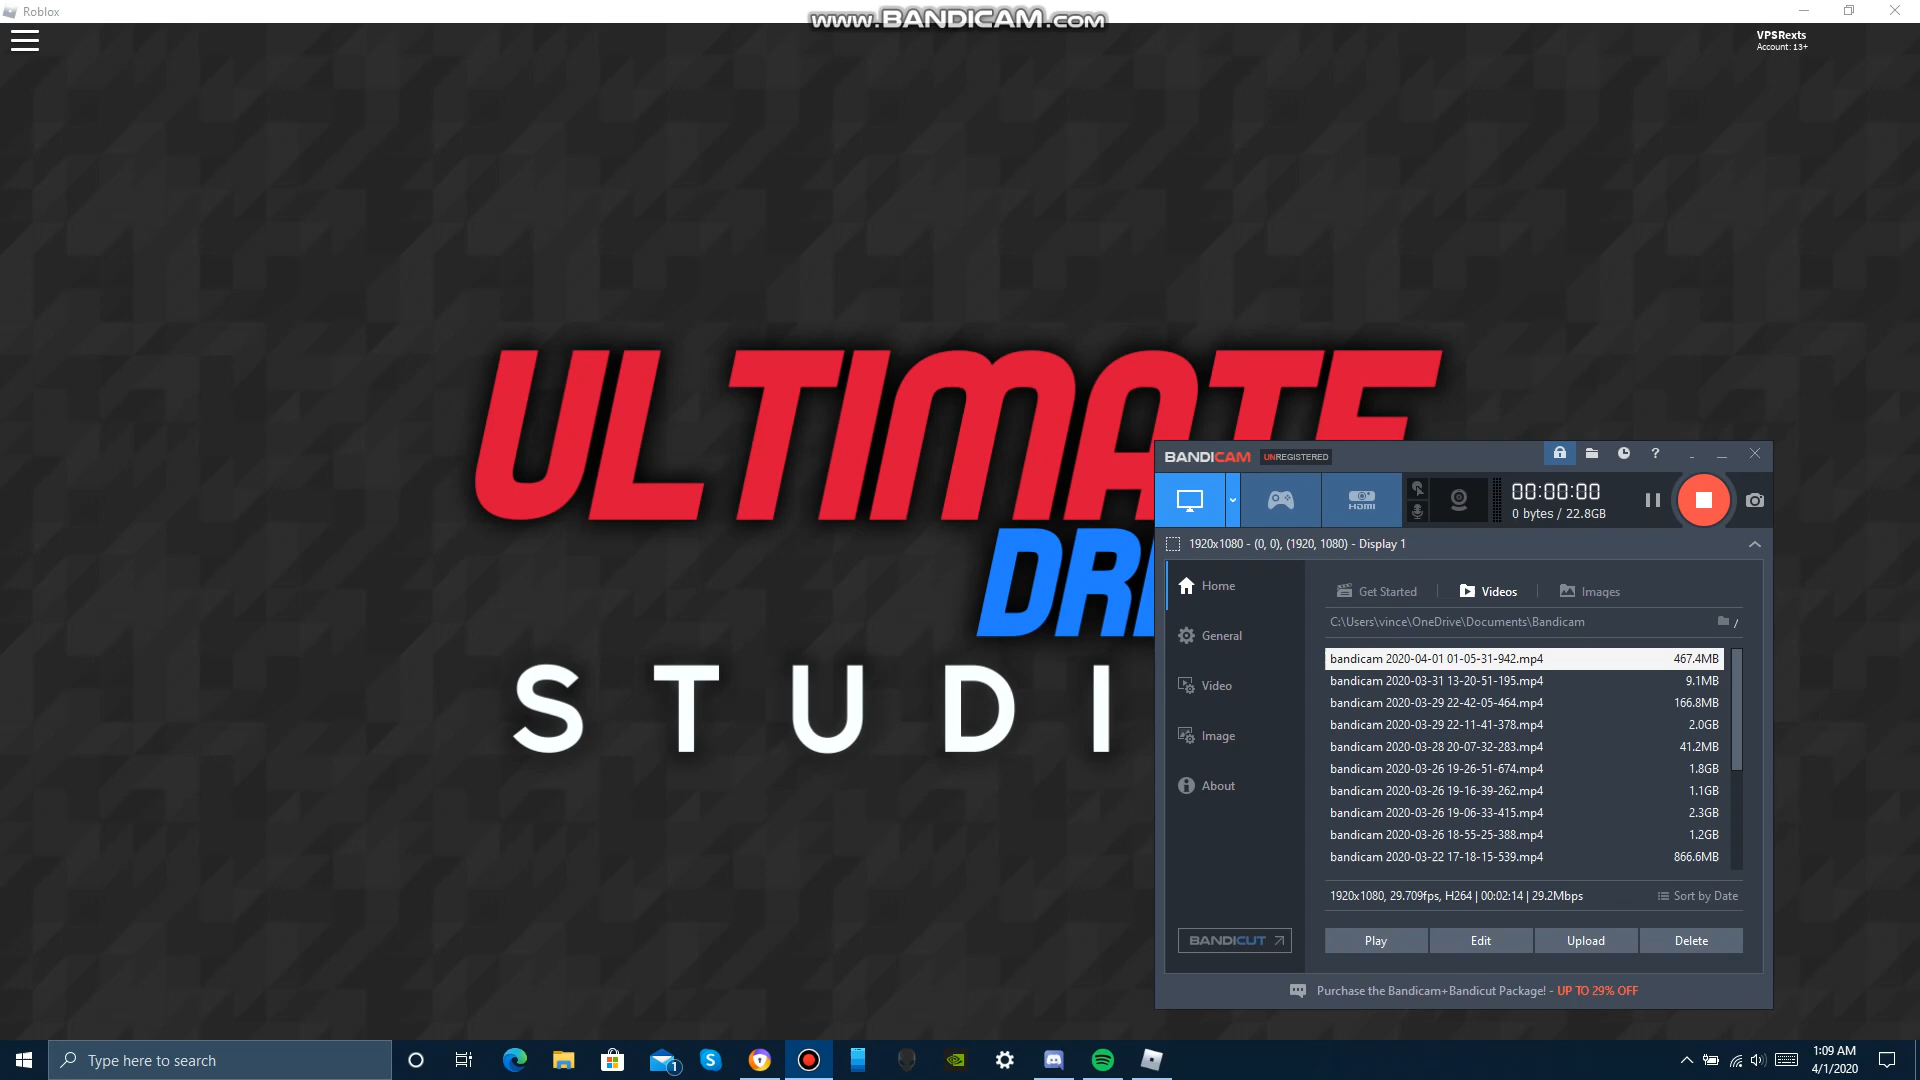 Roblox
www.BANDICAM.com
VPSRexts
Account: 13+
ULTIMATE
DRI
STUDI
BANDICAM UNREGISTERED
?
HDMI
00:00:00
0 bytes / 22.8GB
1920x1080 - (0, 0), (1920, 1080) - Display 1
Home
General
Video
Image
About
BANDICUT
Get Started
Videos
Images
C:\Users\vince\OneDrive\Documents\Bandicam
/
bandicam 2020-04-01 01-05-31-942.mp4 467.4MB
bandicam 2020-03-31 13-20-51-195.mp4 9.1MB
bandicam 2020-03-29 22-42-05-464.mp4 166.8MB
bandicam 2020-03-29 22-11-41-378.mp4 2.0GB
bandicam 2020-03-28 20-07-32-283.mp4 41.2MB
bandicam 2020-03-26 19-26-51-674.mp4 1.8GB
bandicam 2020-03-26 19-16-39-262.mp4 1.1GB
bandicam 2020-03-26 19-06-33-415.mp4 2.3GB
bandicam 2020-03-26 18-55-25-388.mp4 1.2GB
bandicam 2020-03-22 17-18-15-539.mp4 866.6MB
1920x1080, 29.709fps, H264 | 00:02:14 | 29.2Mbps
Sort by Date
Play
Edit
Upload
Delete
Purchase the Bandicam+Bandicut Package! - UP TO 29% OFF
Type here to search
1
1:09 AM
4/1/2020